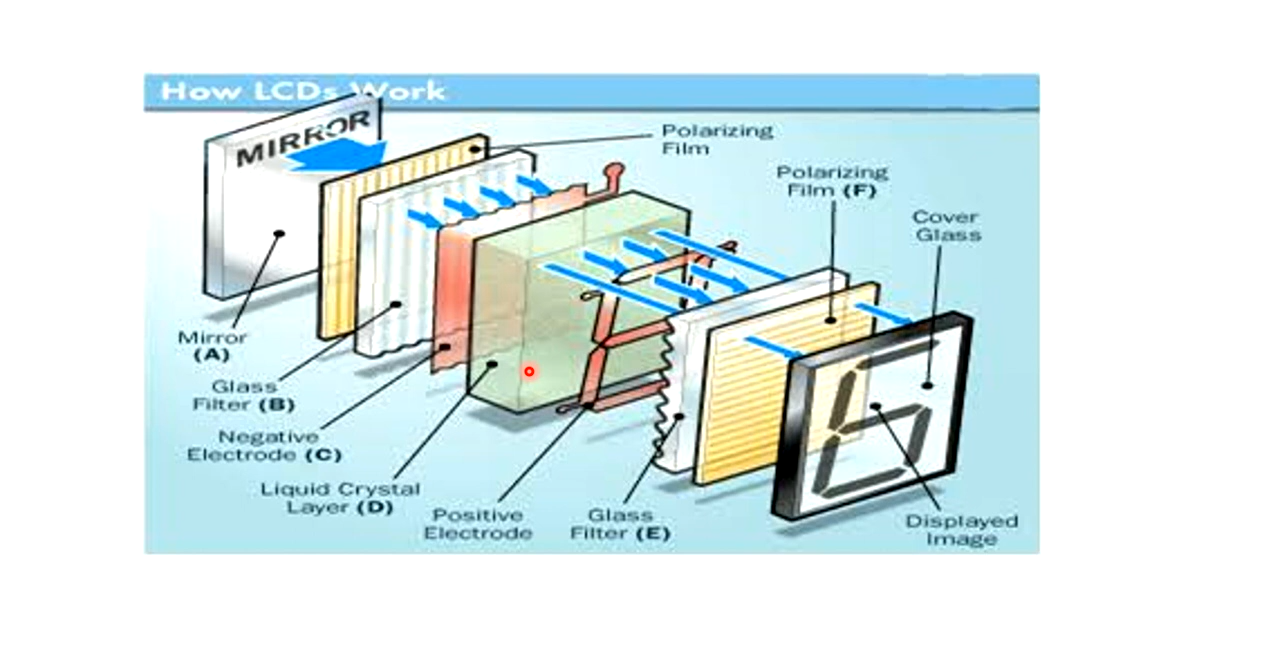 How LCDs Work
MIRROR
Polarizing
Film
Polarizing
Film (F)
Cover
Glass
Mirror
(A)
Glass
Filter (B)
Negative
Electrode (C)
Liquid Crystal
Layer (D)
Positive
Electrode
Glass
Filter (E)
Displayed
Image